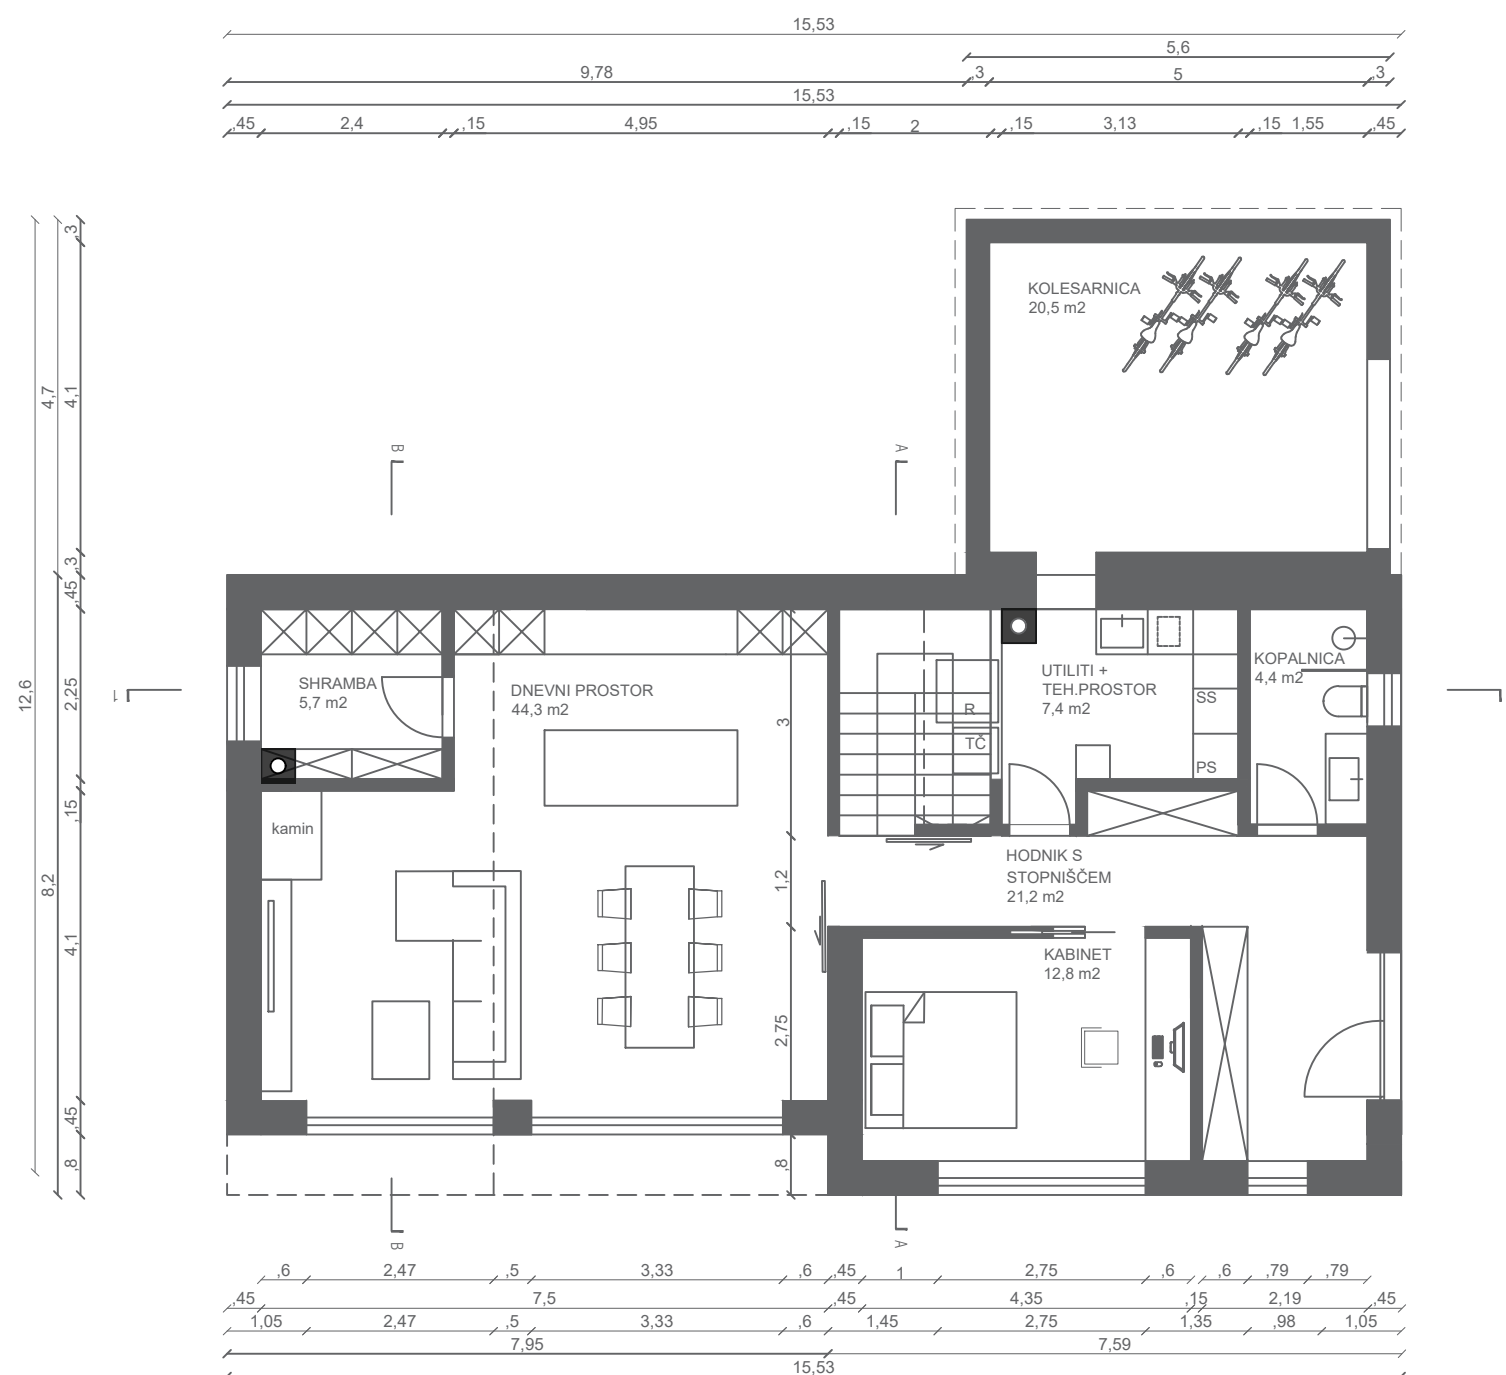 15,53
5,6
9,78
,3
5
,3
15,53
,45
2,4
,15
4,95
,15
2
,15
3,13
,15
1,55
,45
,3
4,7
4,1
,3
12,6
,45
2,25
,15
8,2
4,1
,45
,8
KOLESARNICA
20,5 m2
B
A
SHRAMBA
5,7 m2
DNEVNI PROSTOR
44,3 m2
3
R
TČ
UTILITI +
TEH.PROSTOR
7,4 m2
SS
PS
KOPALNICA
4,4 m2
1
kamin
1,2
HODNIK S
STOPNIŠČEM
21,2 m2
KABINET
12,8 m2
2,75
,8
B
A
,6
2,47
,5
3,33
,6
,45
1
2,75
,6
,6
,79
,79
,45
7,5
,45
4,35
,15
2,19
,45
1,05
2,47
,5
3,33
,6
1,45
2,75
1,35
,98
1,05
7,95
7,59
15,53